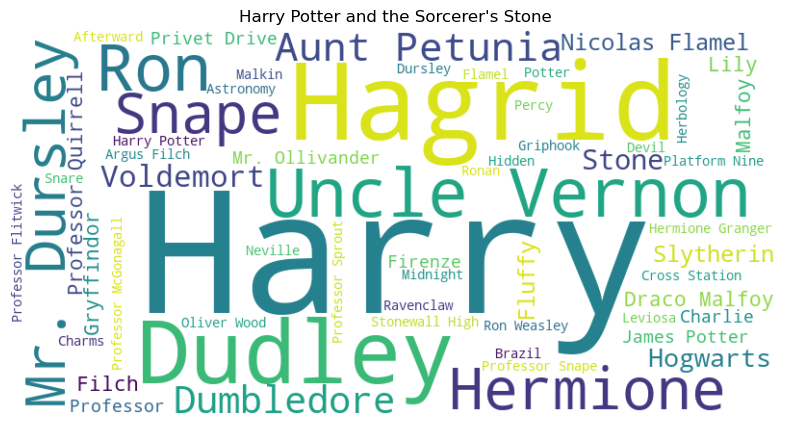 Harry Potter and the Sorcerer's Stone
Afterward
Privet Drive
Aunt Petunia
Nicolas Flamel
Ron
Malkin
Dursley
Flamel
Potter
Lily
Astronomy
Hagrid
Mr. Dursley
Professor Quirrell
Snape
Percy
Herbology
Malfoy
Harry Potter
Griphook
Devil
Argus Filch
Mr. Ollivander
Hidden
Stone
Platform Nine
Snare
Voldemort
Uncle Vernon
Ronan
Professor Flitwick
Gryffindor
Professor McGonagall
Harry
Neville
Professor Sprout
Firenze
Midnight
Fluffy
Hermione Granger
Slytherin
Cross Station
Ravenclaw
Draco Malfoy
Oliver Wood
Stonewall High
Ron Weasley
Leviosa
Charlie
Charms
Dudley
Brazil
James Potter
Filch
Professor Snape
Hogwarts
Professor
Dumbledore
Hermione